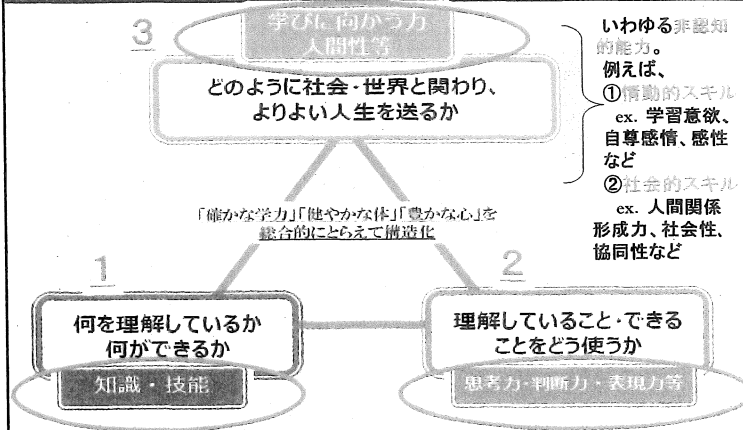 3
学びに向かう力
人間性等
どのように社会・世界と関わり、
よりよい人生を送るか
いわゆる非認知
的能力。
例えば、
①情動的スキル
ex. 学習意欲、
自尊感情、感性
など
②社会的スキル
ex. 人間関係
形成力、社会性、
協同性など
「確かな学力」「健やかな体」「豊かな心」を
総合的にとらえて構造化
1
何を理解しているか
何ができるか
知識・技能
2
理解していること・できる
ことをどう使うか
思考力・判断力・表現力等